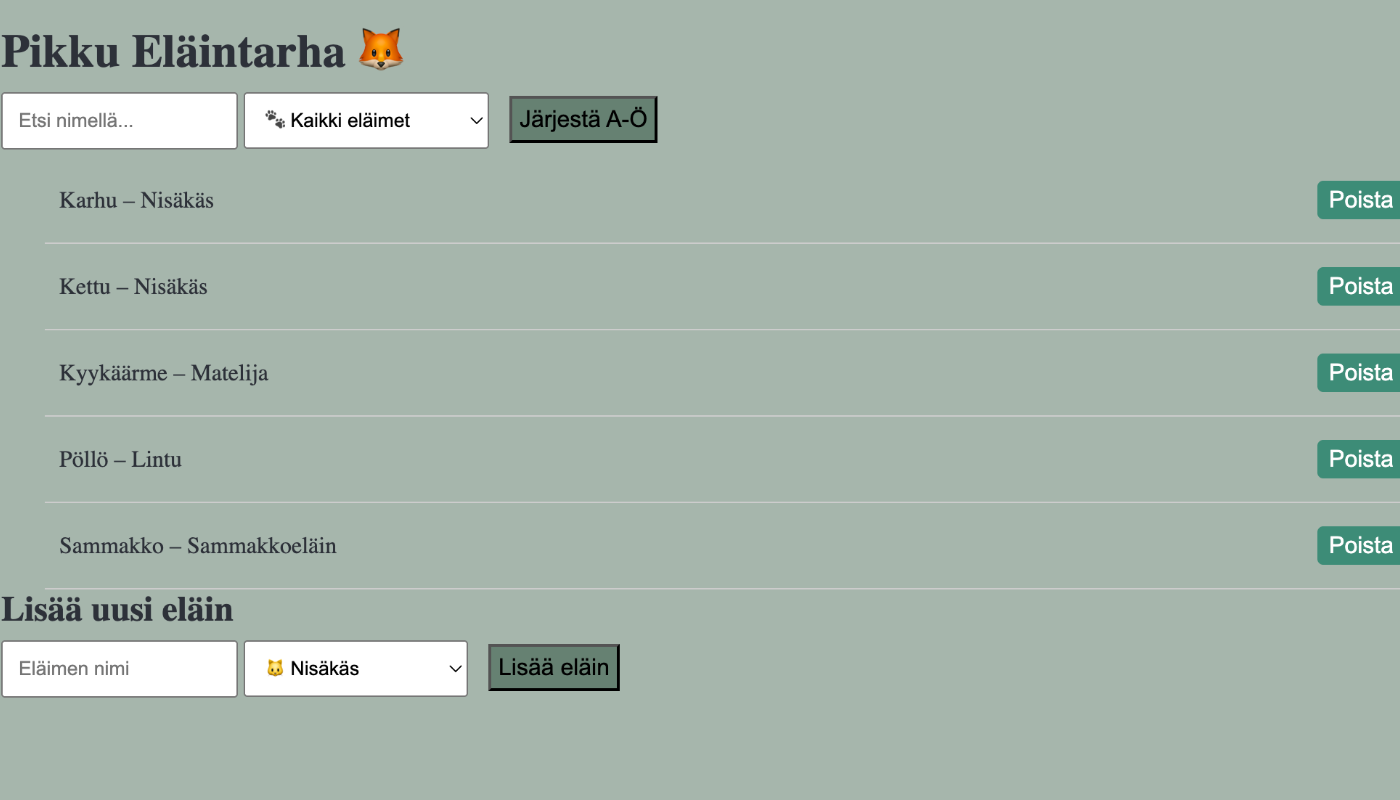 Pikku Eläintarha 🦊
Etsi nimellä... 🐾 Kaikki eläimet Järjestä A-Ö
Karhu – Nisäkäs Poista
Kettu – Nisäkäs Poista
Kyykäärme – Matelija Poista
Pöllö – Lintu Poista
Sammakko – Sammakkoeläin Poista
Lisää uusi eläin
Eläimen nimi 🐱 Nisäkäs Lisää eläin